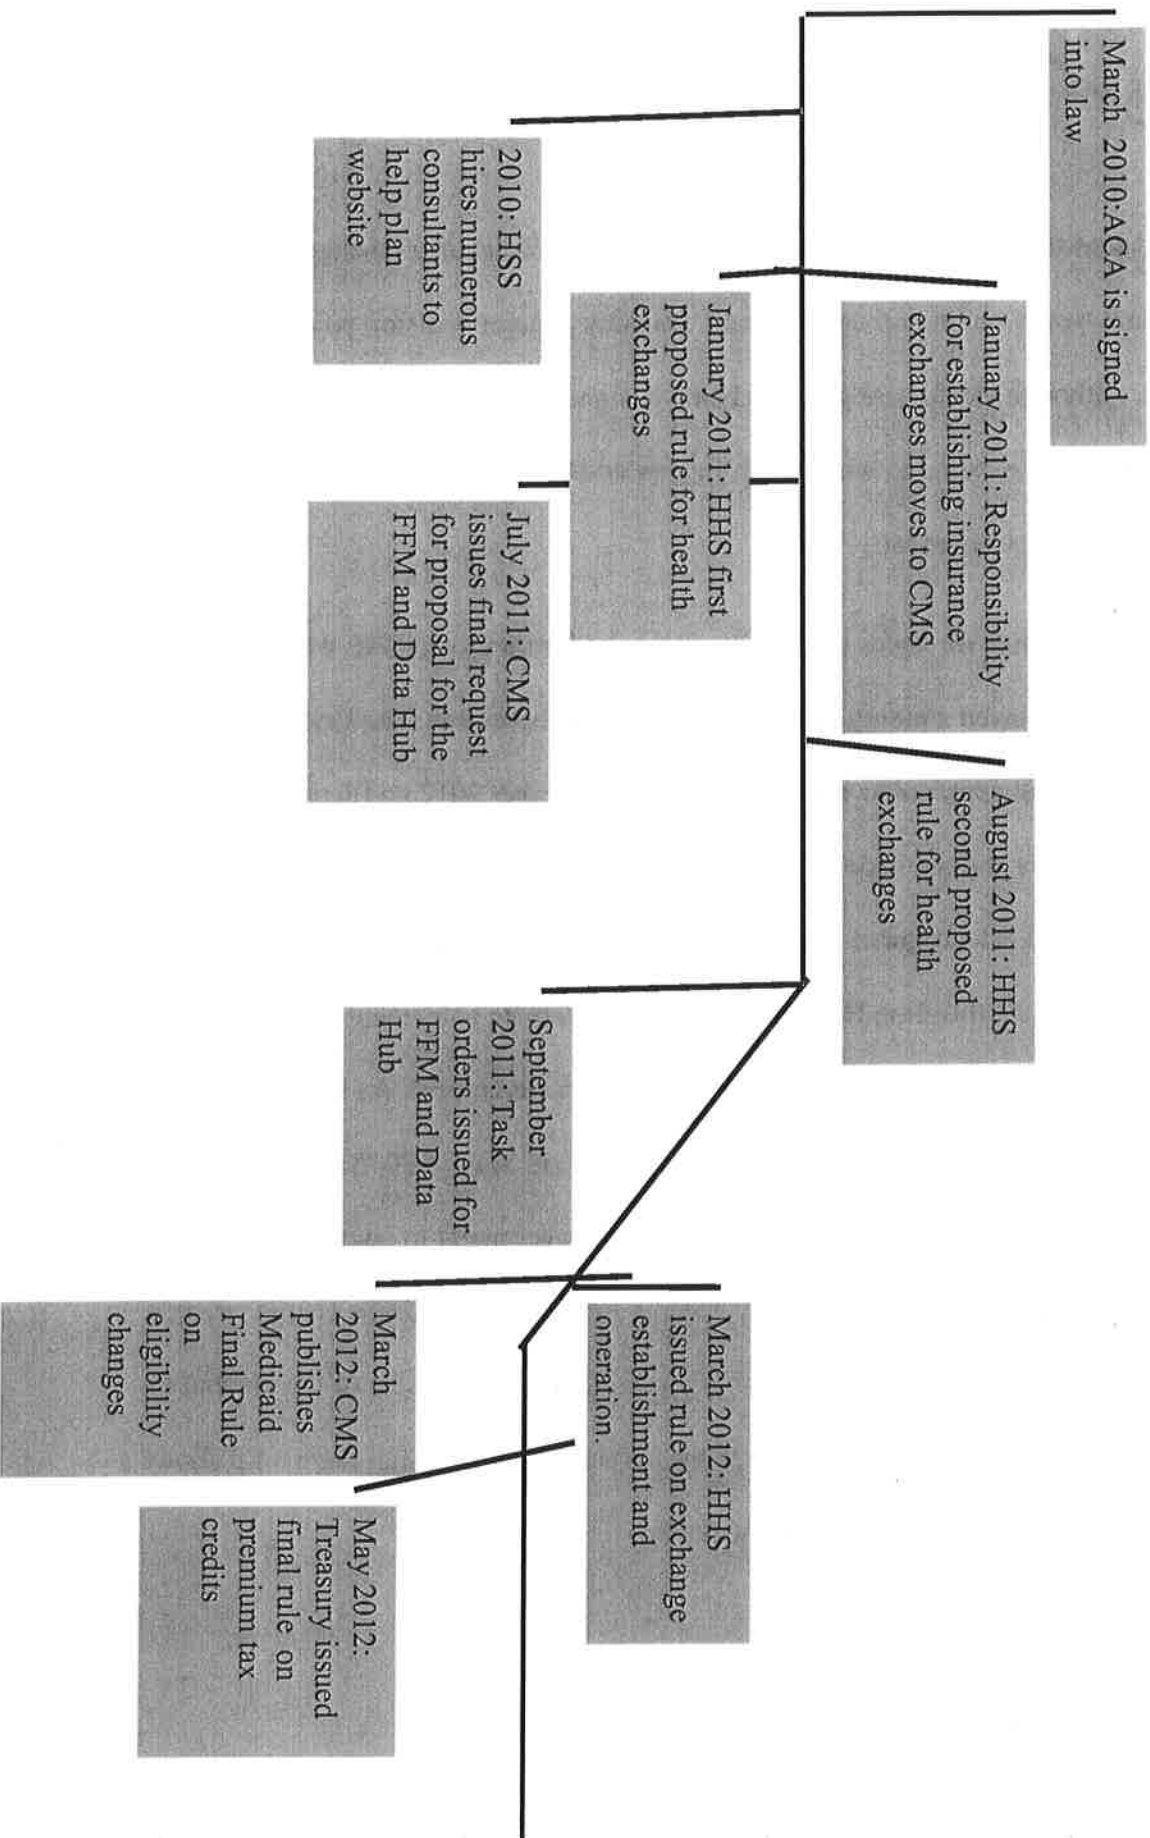 March 2010:ACA is signed
into law
2010: HSS
hires numerous
consultants to
help plan
website
January 2011: Responsibility
for establishing insurance
exchanges moves to CMS
January 2011: HHS first
proposed rule for health
exchanges
July 2011: CMS
issues final request
for proposal for the
FFM and Data Hub
August 2011: HHS
second proposed
rule for health
exchanges
September
2011: Task
orders issued for
FFM and Data
Hub
March 2012: HHS
issued rule on exchange
establishment and
operation.
March
2012: CMS
publishes
Medicaid
Final Rule
on
eligibility
changes
May 2012:
Treasury issued
final rule on
premium tax
credits